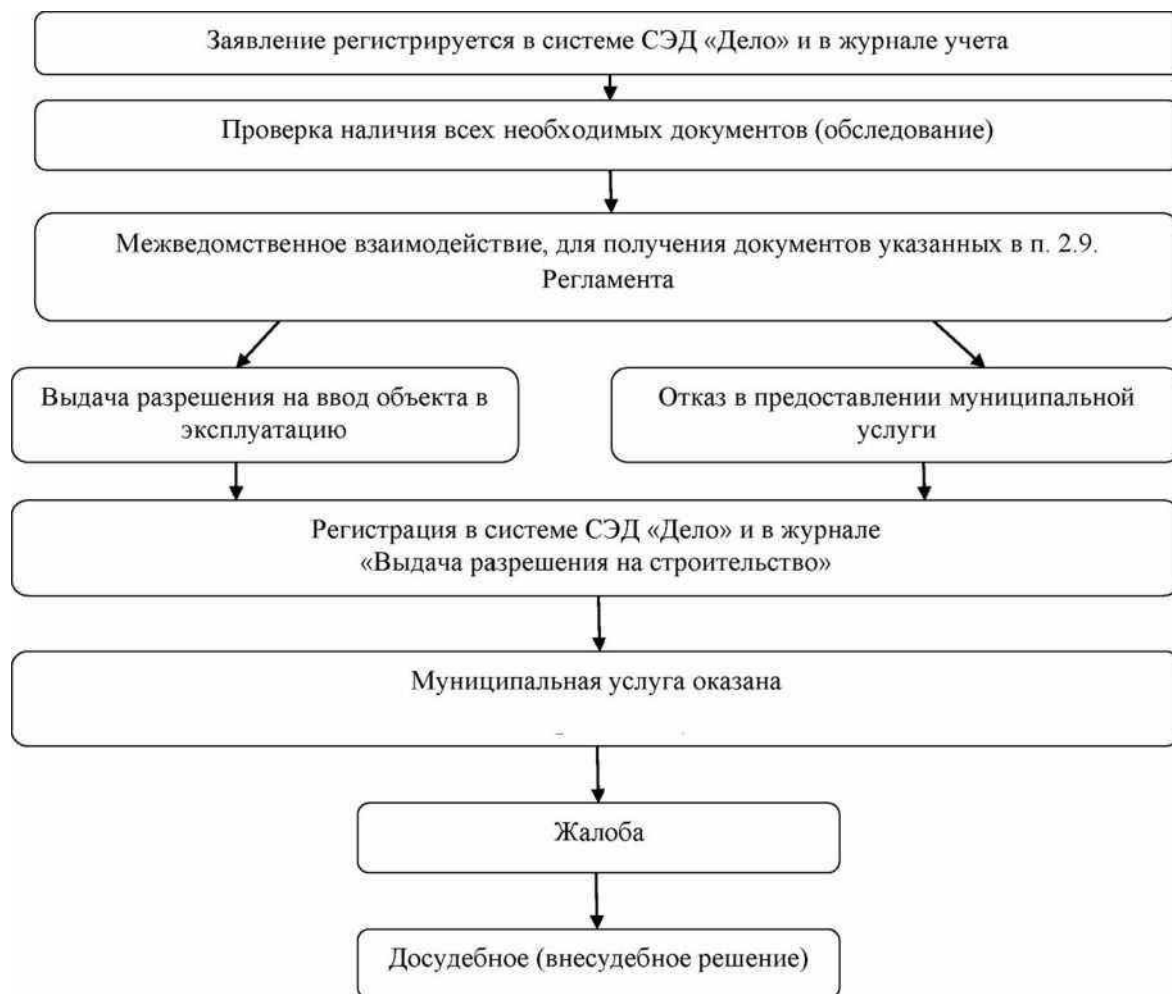 Заявление регистрируется в системе СЭД «Дело» и в журнале учета
Проверка наличия всех необходимых документов (обследование)
Межведомственное взаимодействие, для получения документов указанных в п. 2.9.
Регламента
Выдача разрешения на ввод объекта в
эксплуатацию
Отказ в предоставлении муниципальной
услуги
Регистрация в системе СЭД «Дело» и в журнале
«Выдача разрешения на строительство»
Муниципальная услуга оказана
Жалоба
Досудебное (внесудебное решение)